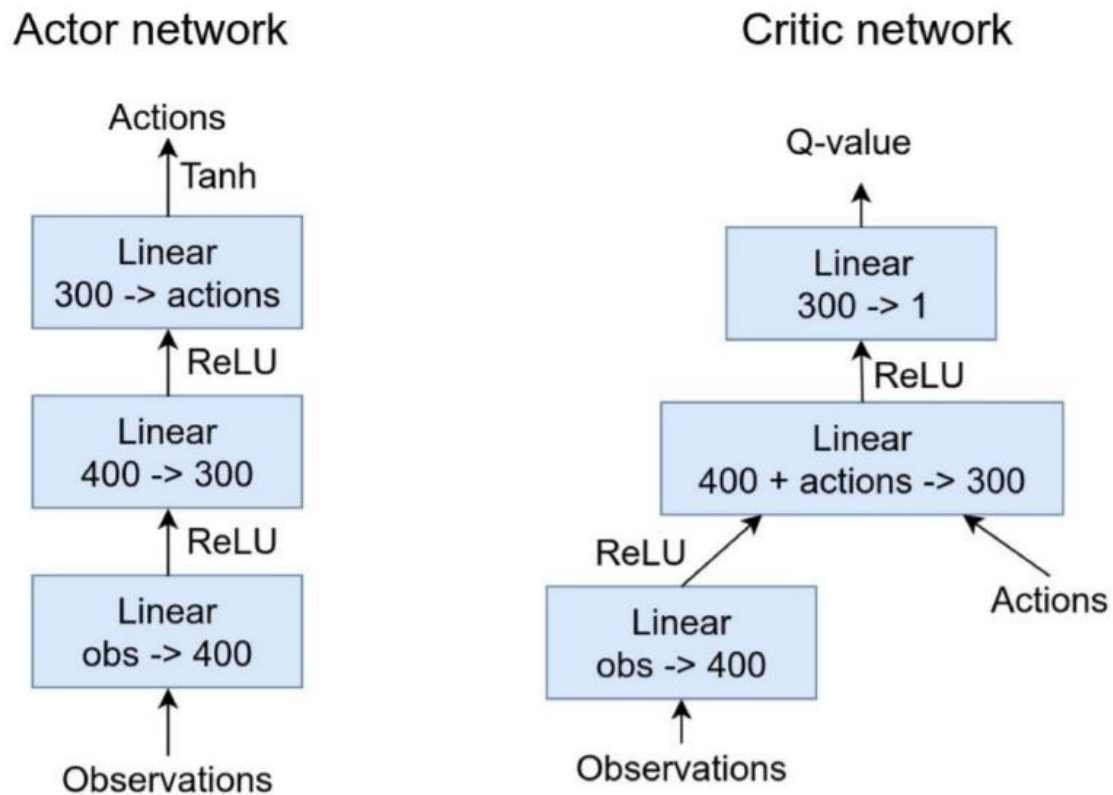 Actor network
Actions
Tanh
Linear
300 -> actions
ReLU
Linear
400 -> 300
ReLU
Linear
obs -> 400
Observations
Critic network
Q-value
Linear
300 -> 1
ReLU
Linear
400 + actions -> 300
ReLU
Actions
Linear
obs -> 400
Observations